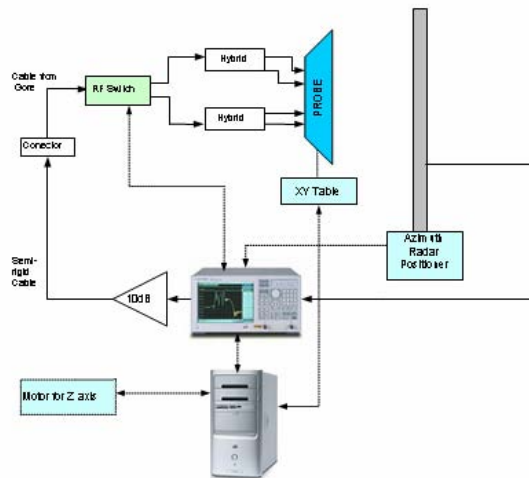 Cable from
Gore
RF Switch
Hybrid
Hybrid
PROBE
Conector
XY Table
Azimuth
Radar
Positioner
Semi-
rigid
Cable
10dB
Motor for Z axis